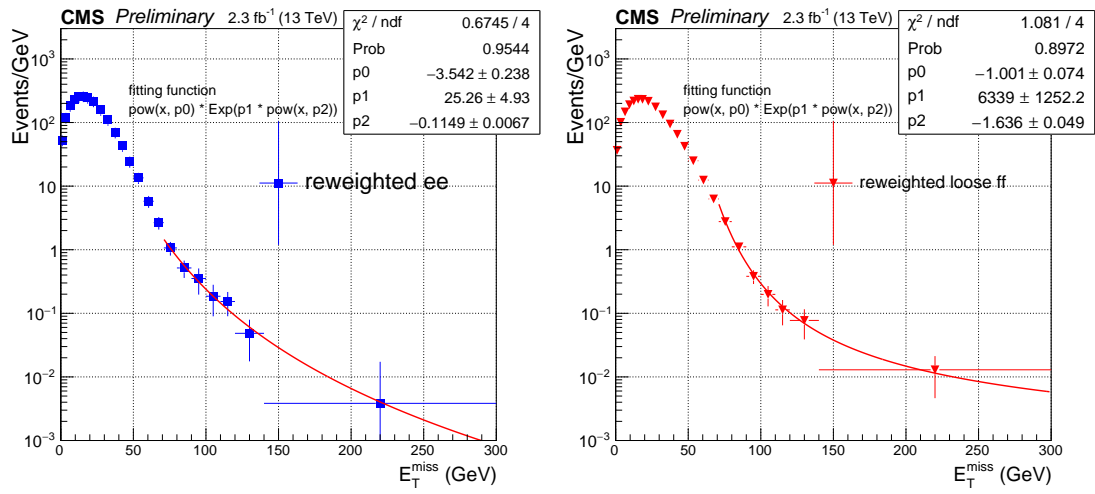 CMS Preliminary 2.3 fb⁻¹ (13 TeV)
χ² / ndf 0.6745 / 4
Prob 0.9544
p0 −3.542 ± 0.238
p1 25.26 ± 4.93
p2 −0.1149 ± 0.0067
fitting function
pow(x, p0) * Exp(p1 * pow(x, p2))
reweighted ee
Events/GeV
10³
10²
10
1
10⁻¹
10⁻²
10⁻³
0 50 100 150 200 250 300
E_T^miss (GeV)
CMS Preliminary 2.3 fb⁻¹ (13 TeV)
χ² / ndf 1.081 / 4
Prob 0.8972
p0 −1.001 ± 0.074
p1 6339 ± 1252.2
p2 −1.636 ± 0.049
fitting function
pow(x, p0) * Exp(p1 * pow(x, p2))
reweighted loose ff
Events/GeV
10³
10²
10
1
10⁻¹
10⁻²
10⁻³
0 50 100 150 200 250 300
E_T^miss (GeV)